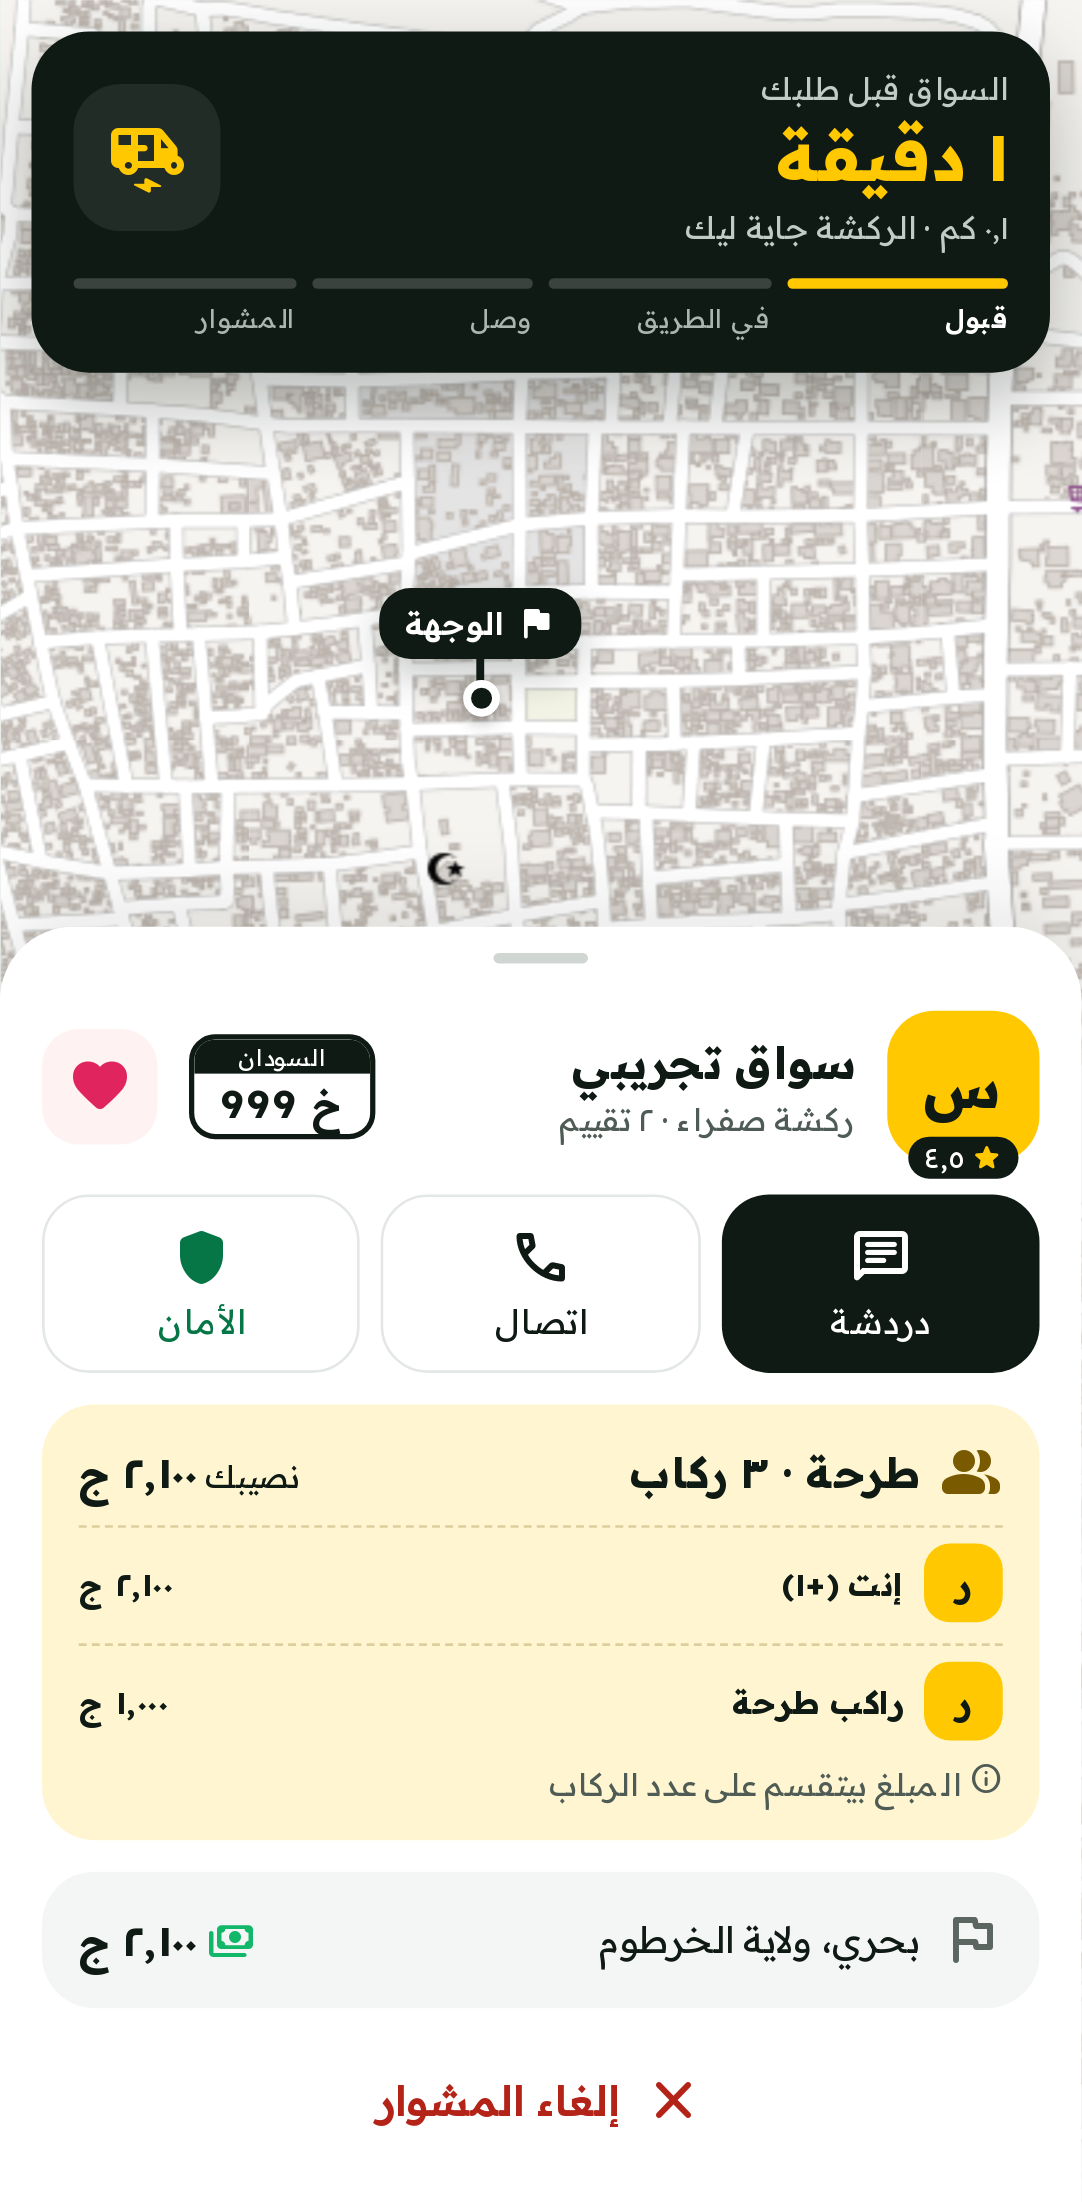 السواق قبل طلبك
١ دقيقة
٠,١ كم · الركشة جاية ليك
قبول
في الطريق
وصل
المشوار
الوجهة
س
٤,٥
سواق تجريبي
ركشة صفراء · ٢ تقييم
السودان
خ 999
دردشة
اتصال
الأمان
طرحة · ٣ ركاب
نصيبك ٢,١٠٠ ج
ر
إنت (+١)
٢,١٠٠ ج
ر
راكب طرحة
١,٠٠٠ ج
المبلغ بيتقسم على عدد الركاب
بحري، ولاية الخرطوم
٢,١٠٠ ج
إلغاء المشوار